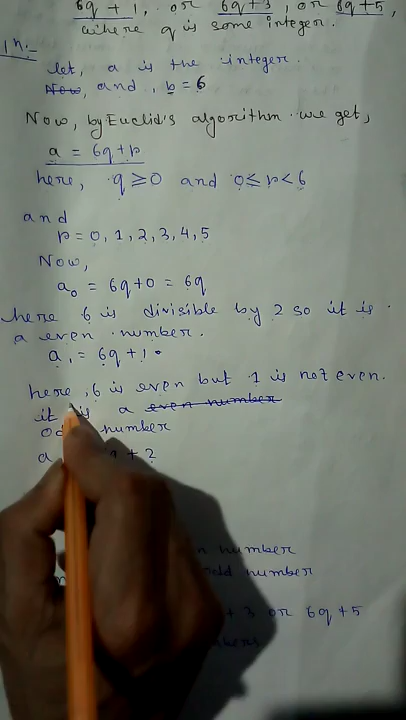 6q + 1, or 6q + 3, or 6q + 5,
where q is some integer.
let, a is the integer.
Now, and, b = 6
Now, by Euclid's algorithm we get,
a = 6q + p
here, q ≥ 0 and 0 ≤ p < 6
and
p = 0, 1, 2, 3, 4, 5
Now,
a₀ = 6q + 0 = 6q
here 6 is divisible by 2 so it is
a even number.
a₁ = 6q + 1.
here, 6 is even but 1 is not even.
it is a even number
number
+ 2
number
odd number
+ 3 or 6q + 5